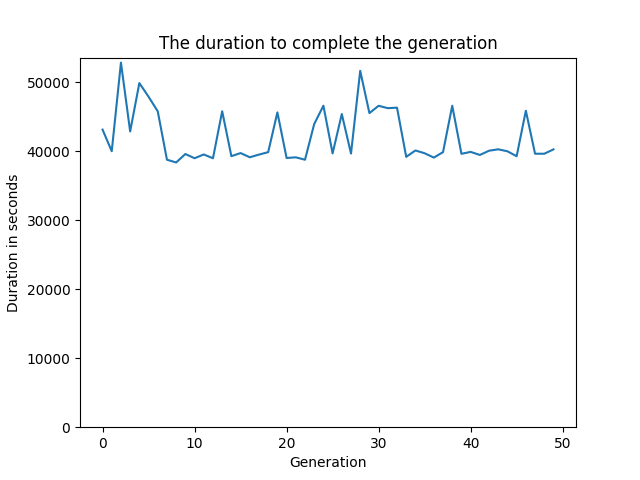 The duration to complete the generation
Duration in seconds
50000
40000
30000
20000
10000
0
0 10 20 30 40 50
Generation